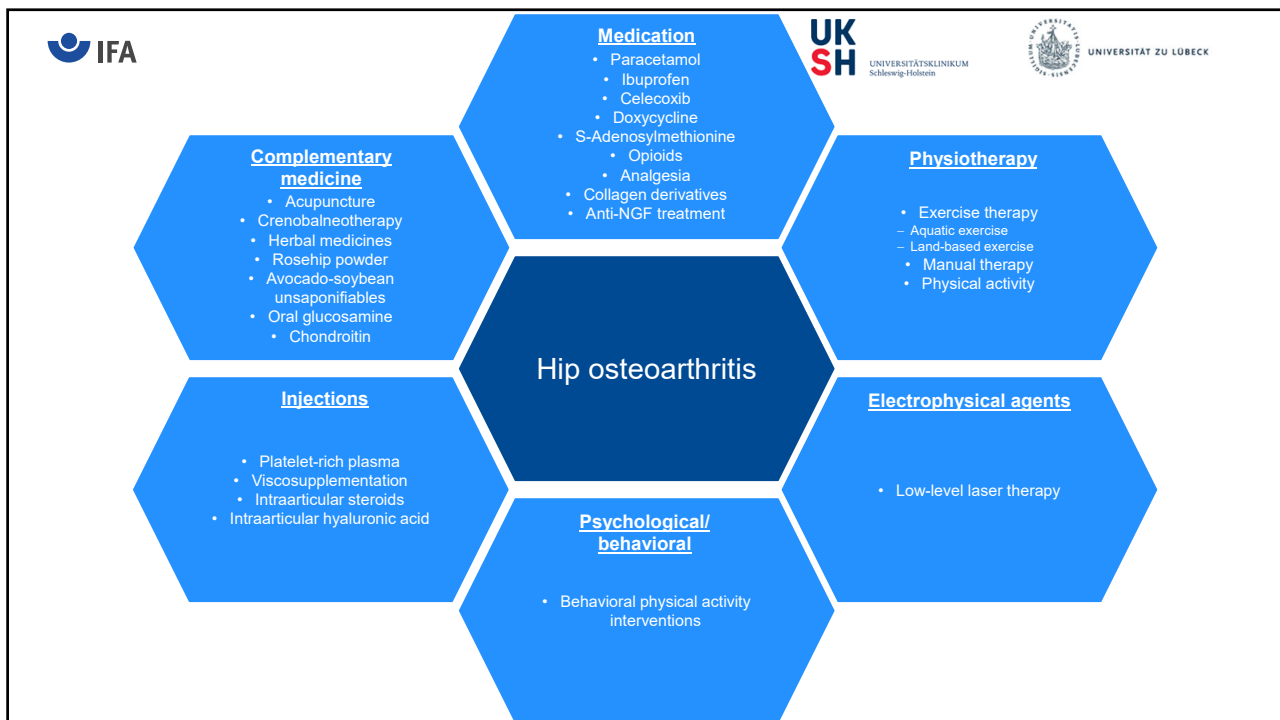 IFA
UK
SH
UNIVERSITÄTSKLINIKUM
Schleswig-Holstein
UNIVERSITÄT ZU LÜBECK
Medication
• Paracetamol
• Ibuprofen
• Celecoxib
• Doxycycline
• S-Adenosylmethionine
• Opioids
• Analgesia
• Collagen derivatives
• Anti-NGF treatment
Complementary
medicine
• Acupuncture
• Crenobalneotherapy
• Herbal medicines
• Rosehip powder
• Avocado-soybean
unsaponifiables
• Oral glucosamine
• Chondroitin
Physiotherapy
• Exercise therapy
– Aquatic exercise
– Land-based exercise
• Manual therapy
• Physical activity
Hip osteoarthritis
Injections
• Platelet-rich plasma
• Viscosupplementation
• Intraarticular steroids
• Intraarticular hyaluronic acid
Electrophysical agents
• Low-level laser therapy
Psychological/
behavioral
• Behavioral physical activity
interventions